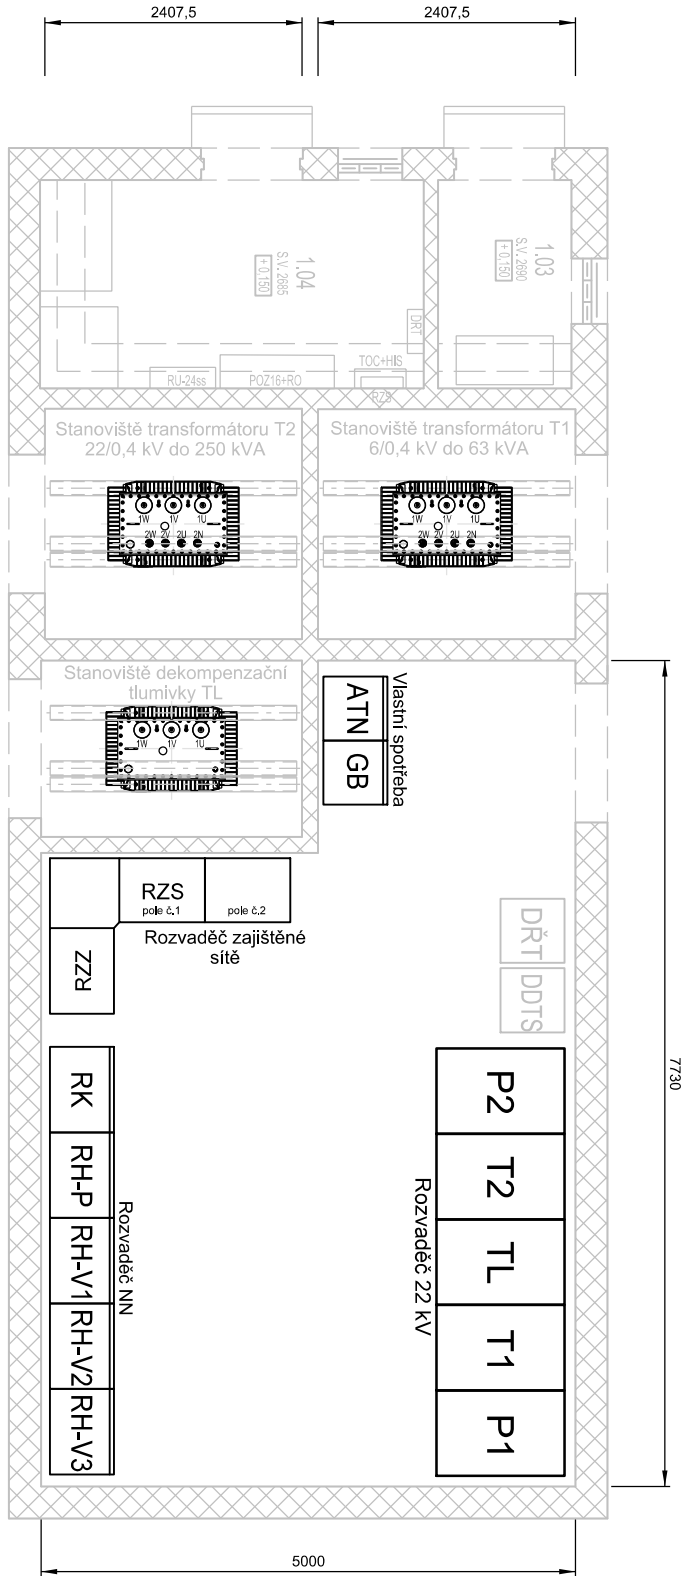 2407,5
2407,5
1.04
S.V. 2685
+0,150
1.03
S.V. 2690
+0,150
DŘT
RU-24ss
POZ16+RO
TOC+HIS
RZS
Stanoviště transformátoru T2
22/0,4 kV do 250 kVA
Stanoviště transformátoru T1
6/0,4 kV do 63 kVA
1W 1V 1U
2W 2V 2U 2N
1W 1V 1U
2W 2V 2U 2N
Stanoviště dekompenzační
tlumivky TL
1W 1V 1U
ATN
GB
Vlastní spotřeba
RZS
pole č.1
pole č.2
Rozvaděč zajištěné
sítě
RZZ
DŘT
DDTS
7730
RK
RH-P
RH-V1
RH-V2
RH-V3
Rozvaděč NN
Rozvaděč 22 kV
P2
T2
TL
T1
P1
5000